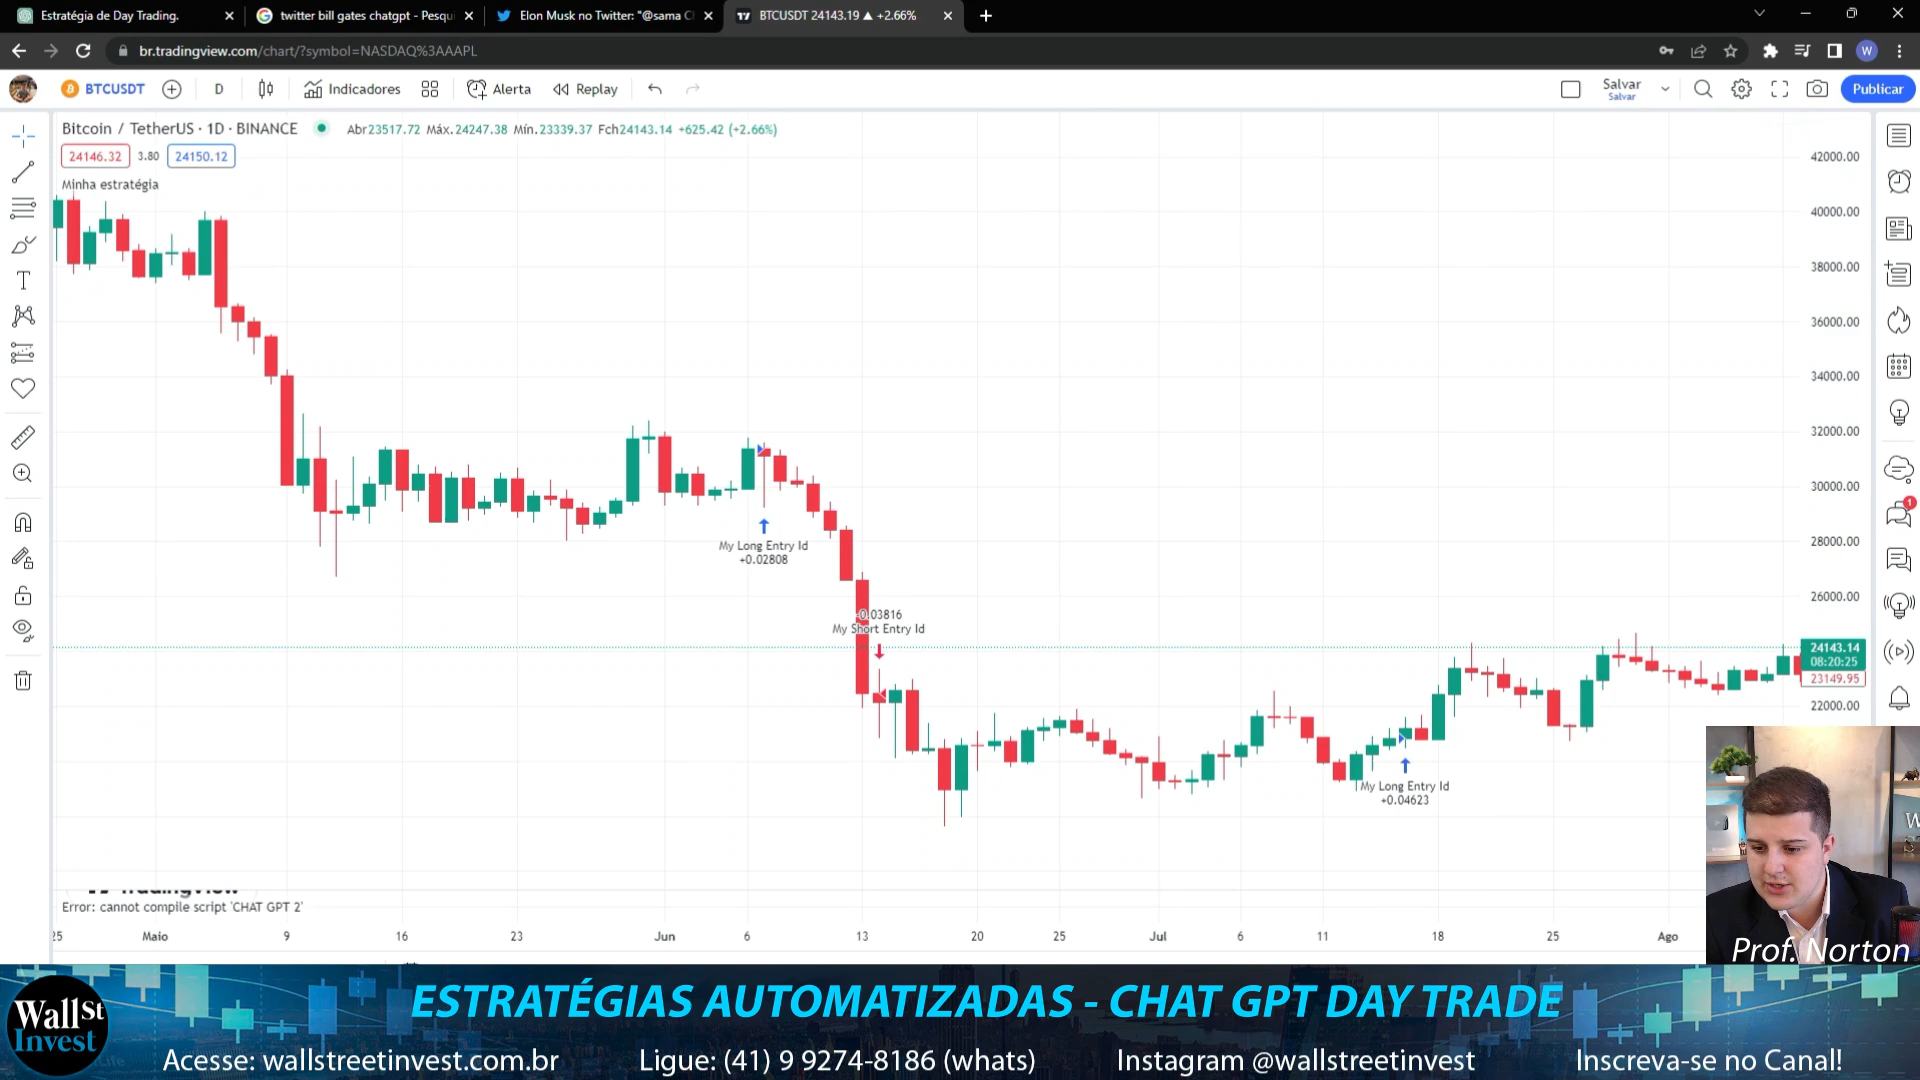 Estratégia de Day Trading.
twitter bill gates chatgpt - Pesqui
Elon Musk no Twitter: "@sama C
BTCUSDT 24143.19 ▲ +2.66%
br.tradingview.com/chart/?symbol=NASDAQ%3AAAPL
W
BTCUSDT
D
Indicadores
Alerta
Replay
Salvar
Salvar
Publicar
Bitcoin / TetherUS · 1D · BINANCE
Abr23517.72 Máx.24247.38 Mín.23339.37 Fch24143.14 +625.42 (+2.66%)
24146.32
3.80
24150.12
Minha estratégia
42000.00
40000.00
38000.00
36000.00
34000.00
32000.00
30000.00
28000.00
26000.00
24143.14
08:20:25
23149.95
22000.00
1
My Long Entry Id
+0.02808
-0.03816
My Short Entry Id
My Long Entry Id
+0.04623
TradingView
Error: cannot compile script 'CHAT GPT 2'
25
Maio
9
16
23
Jun
6
13
20
25
Jul
6
11
18
25
Ago
Prof. Norton
Wall St
Invest
ESTRATÉGIAS AUTOMATIZADAS - CHAT GPT DAY TRADE
Acesse: wallstreetinvest.com.br
Ligue: (41) 9 9274-8186 (whats)
Instagram @wallstreetinvest
Inscreva-se no Canal!